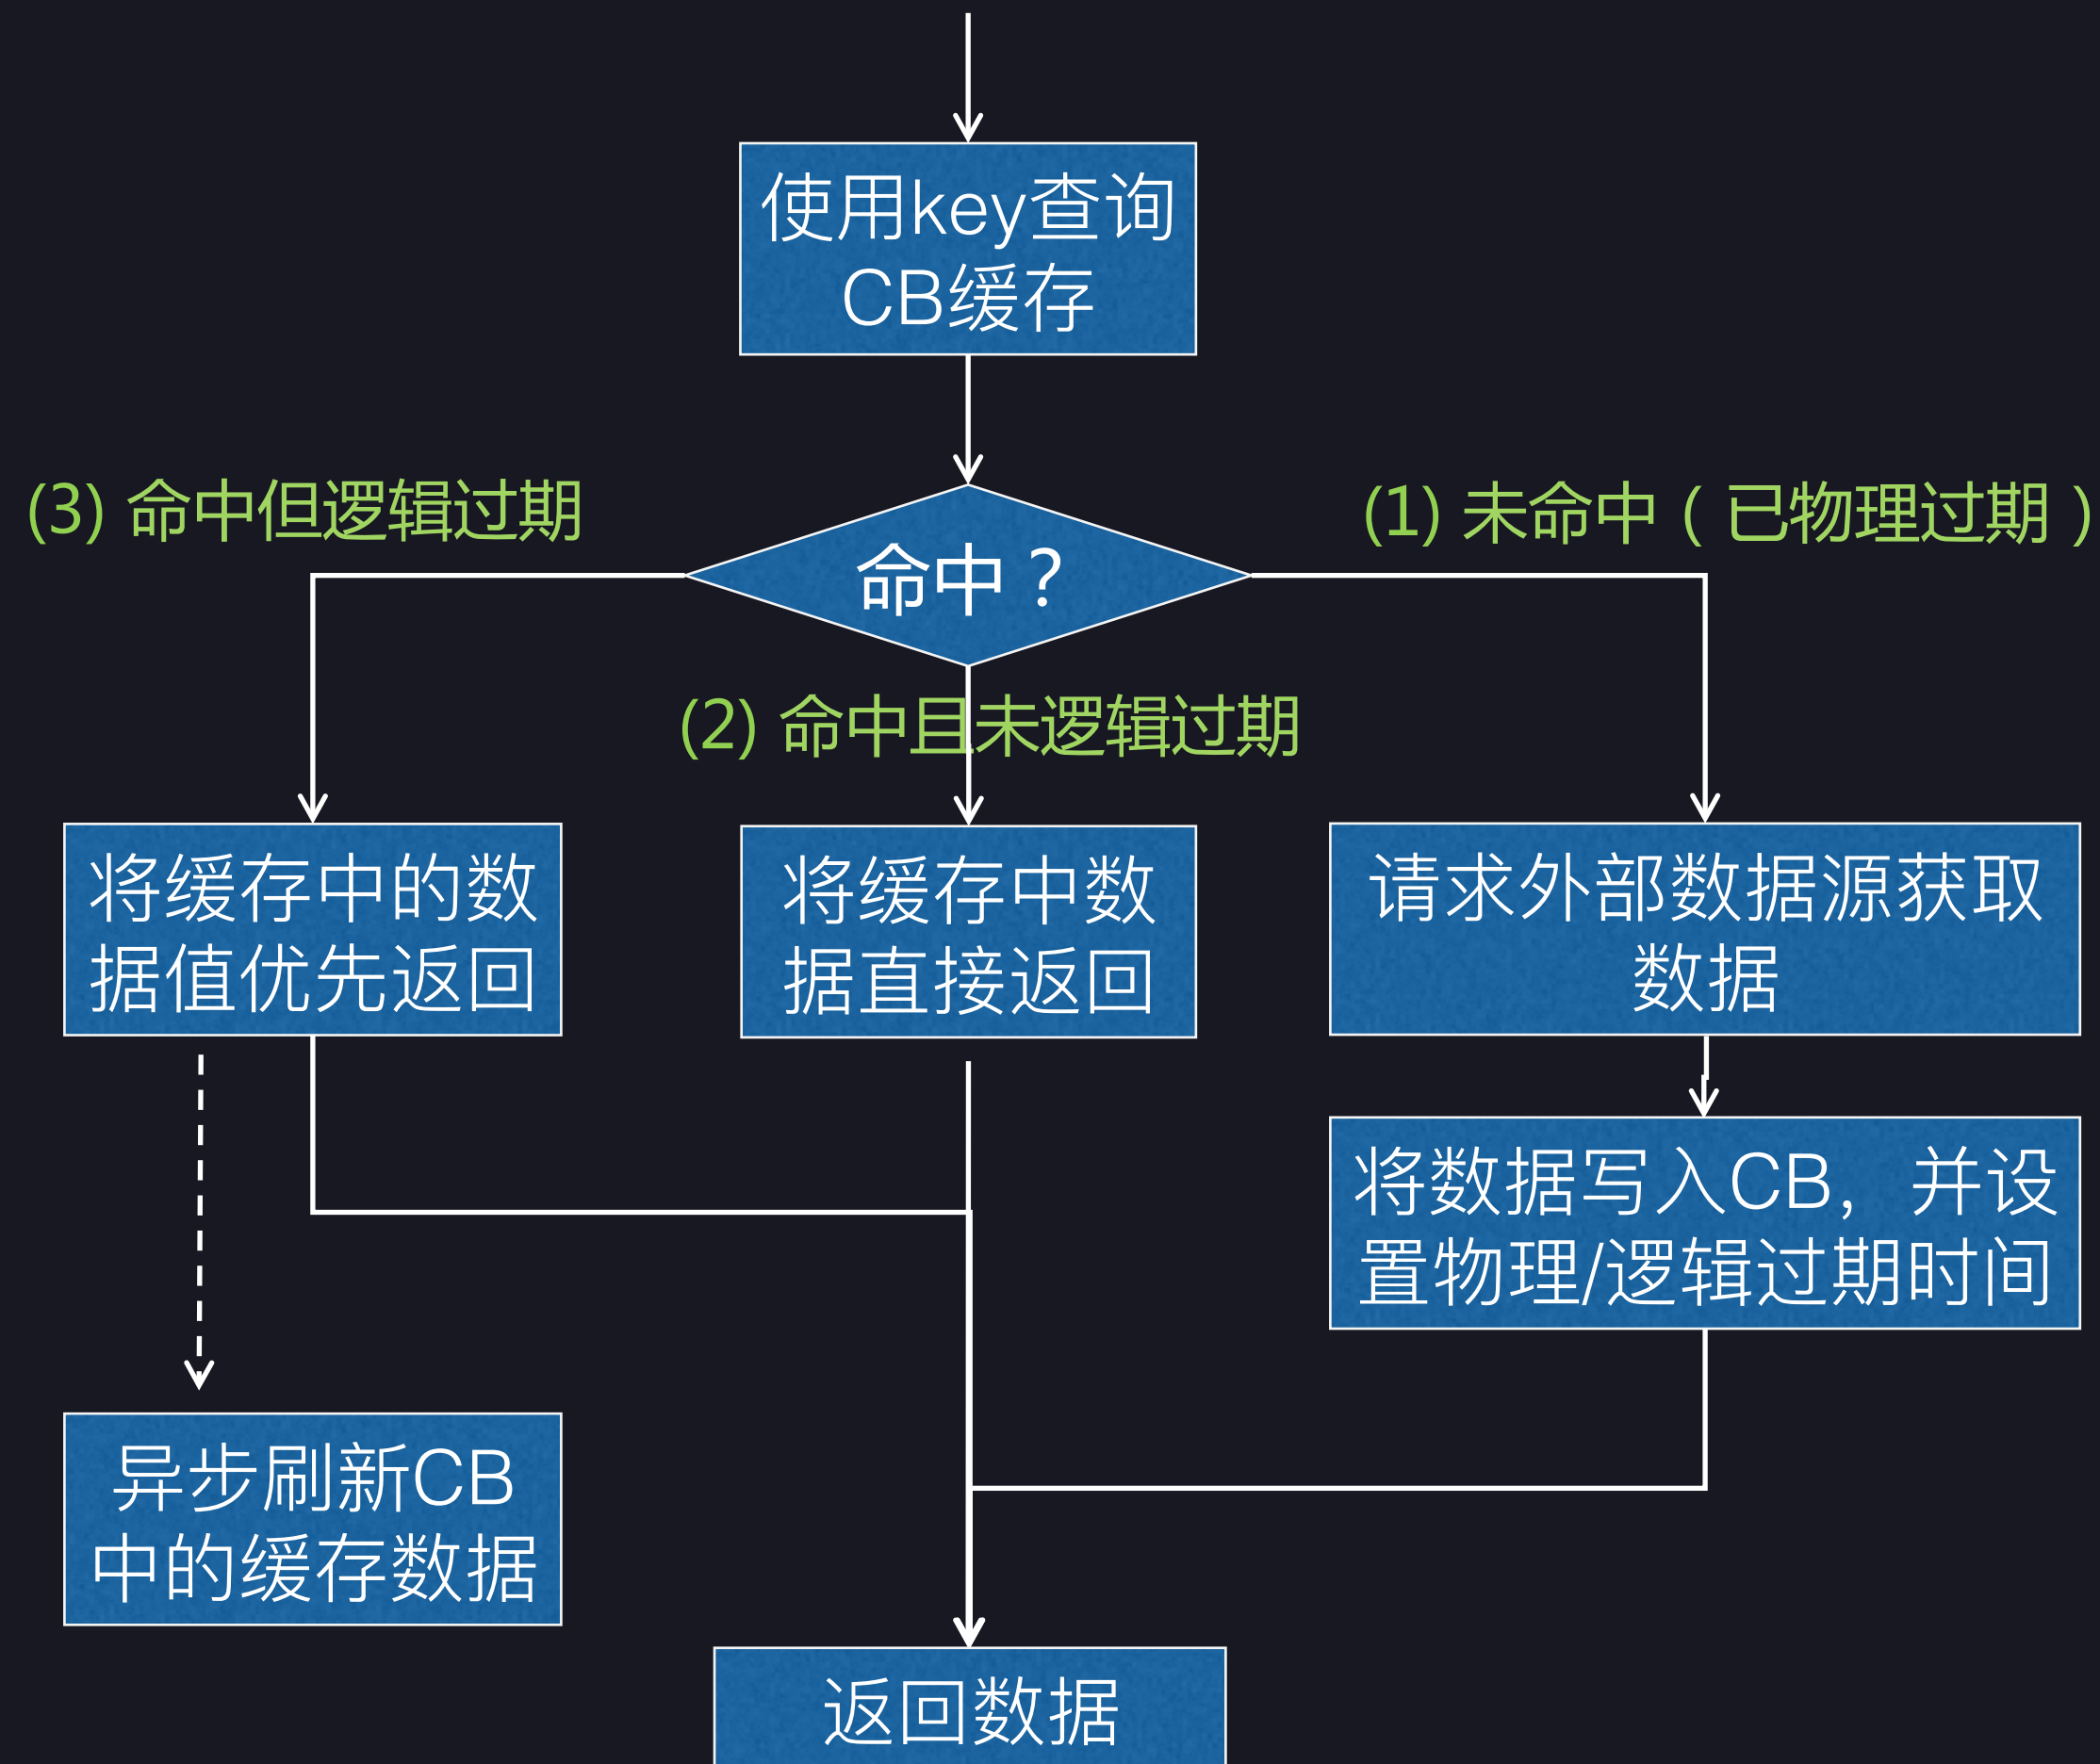 使用key查询
CB缓存
(3) 命中但逻辑过期
(1) 未命中（已物理过期）
命中？
(2) 命中且未逻辑过期
将缓存中的数
据值优先返回
将缓存中数
据直接返回
请求外部数据源获取
数据
将数据写入CB，并设
置物理/逻辑过期时间
异步刷新CB
中的缓存数据
返回数据